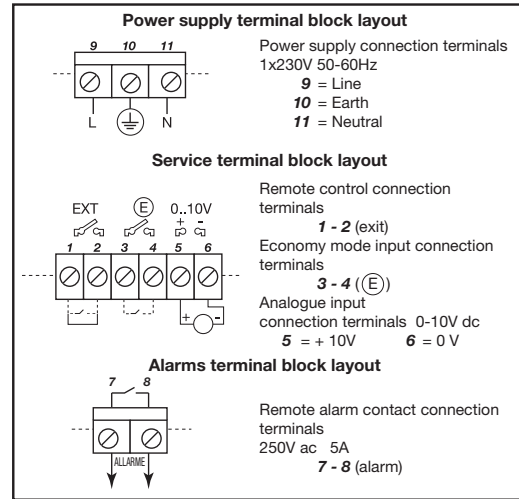 Power supply terminal block layout
9 10 11
L N
Power supply connection terminals
1x230V 50-60Hz
9 = Line
10 = Earth
11 = Neutral
Service terminal block layout
EXT E 0..10V
+ -
1 2 3 4 5 6
+ -
Remote control connection
terminals
1 - 2 (exit)
Economy mode input connection
terminals
3 - 4 (E)
Analogue input
connection terminals 0-10V dc
5 = + 10V 6 = 0 V
Alarms terminal block layout
7 8
ALLARME
Remote alarm contact connection
terminals
250V ac 5A
7 - 8 (alarm)